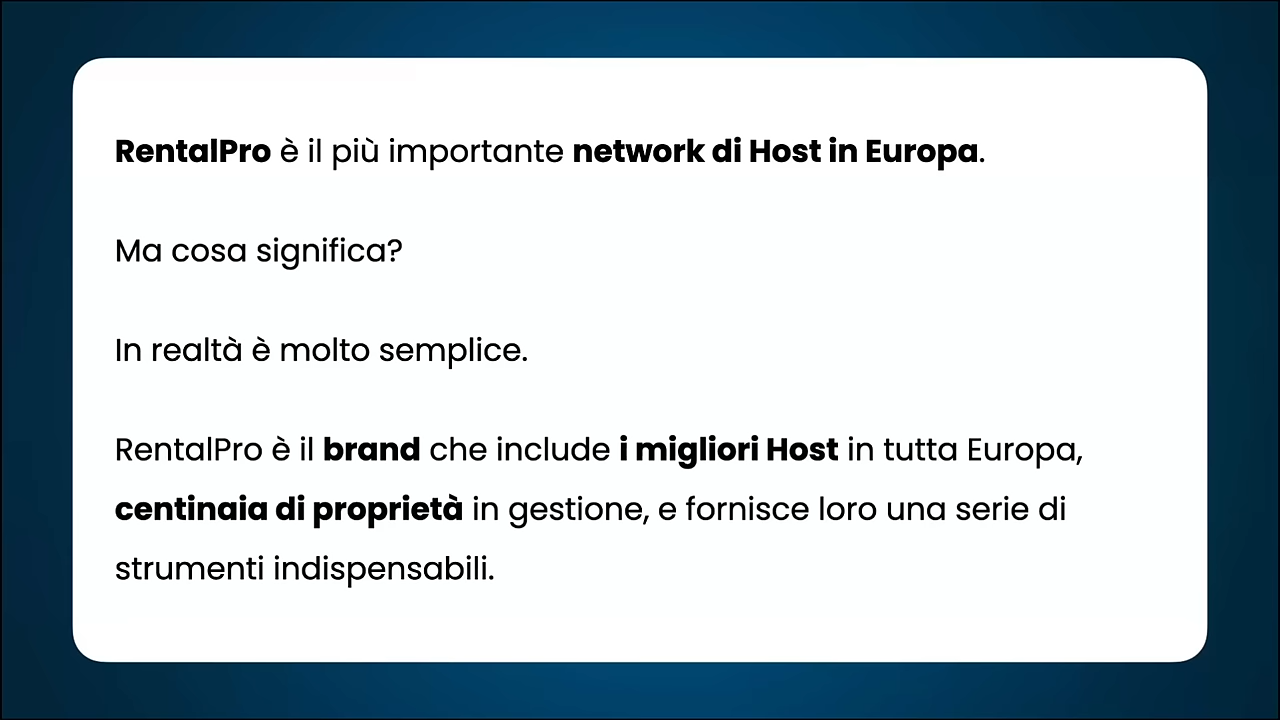 RentalPro è il più importante network di Host in Europa.
Ma cosa significa?
In realtà è molto semplice.
RentalPro è il brand che include i migliori Host in tutta Europa,
centinaia di proprietà in gestione, e fornisce loro una serie di
strumenti indispensabili.